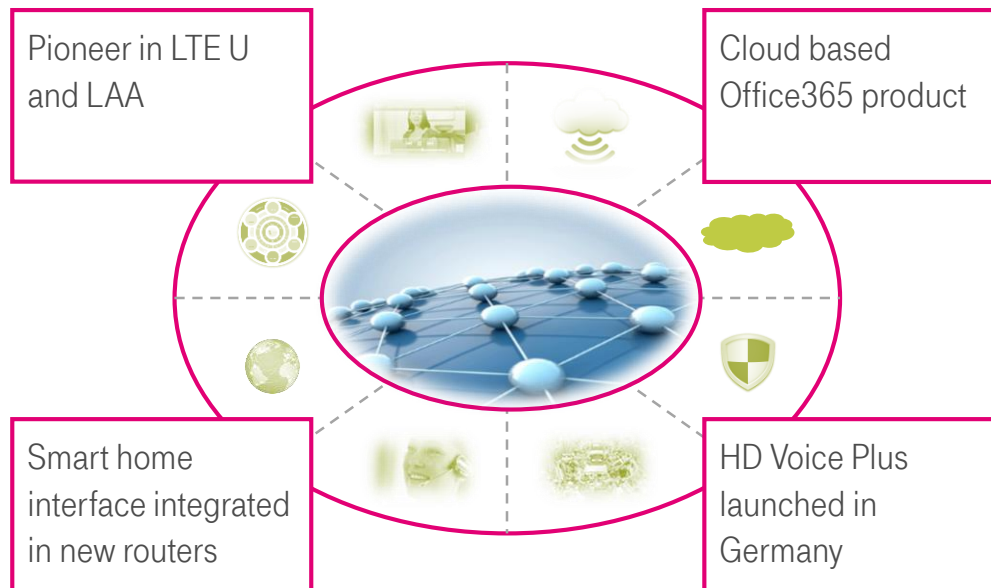 Pioneer in LTE U
and LAA
Cloud based
Office365 product
Smart home
interface integrated
in new routers
HD Voice Plus
launched in
Germany